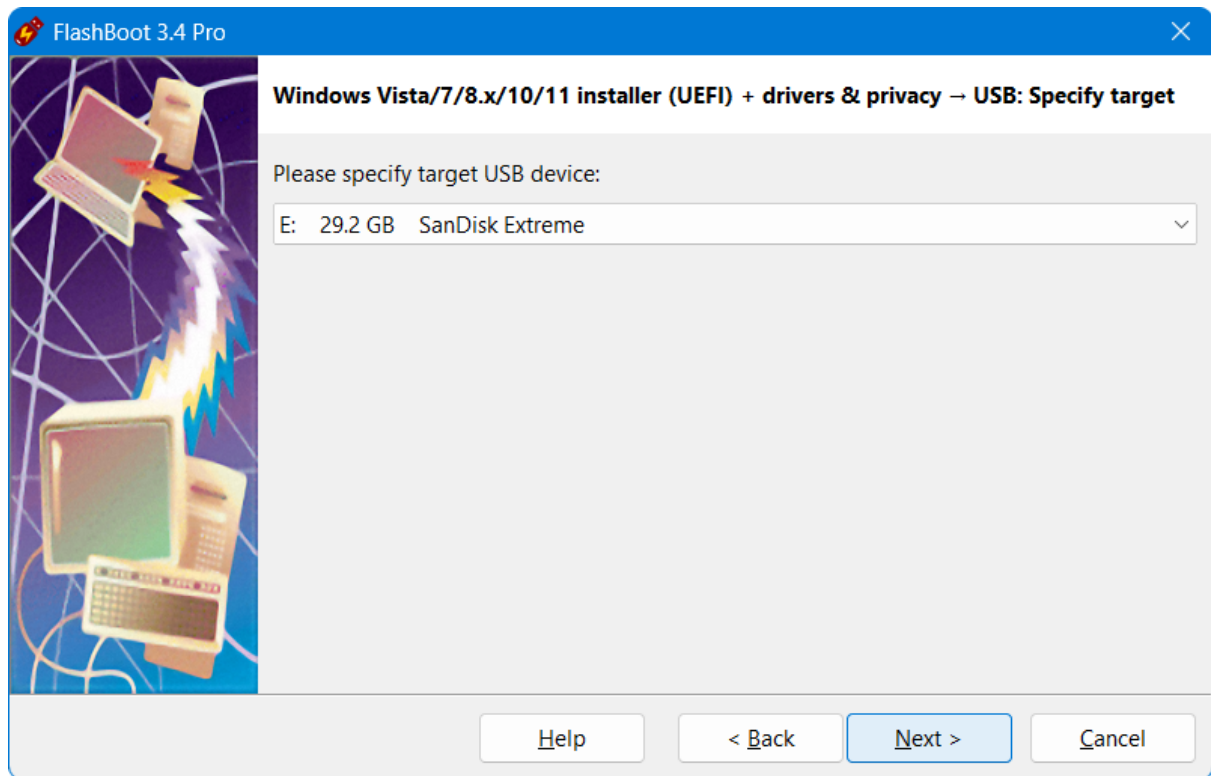 FlashBoot 3.4 Pro
Windows Vista/7/8.x/10/11 installer (UEFI) + drivers & privacy → USB: Specify target
Please specify target USB device:
E: 29.2 GB SanDisk Extreme
Help < Back Next > Cancel